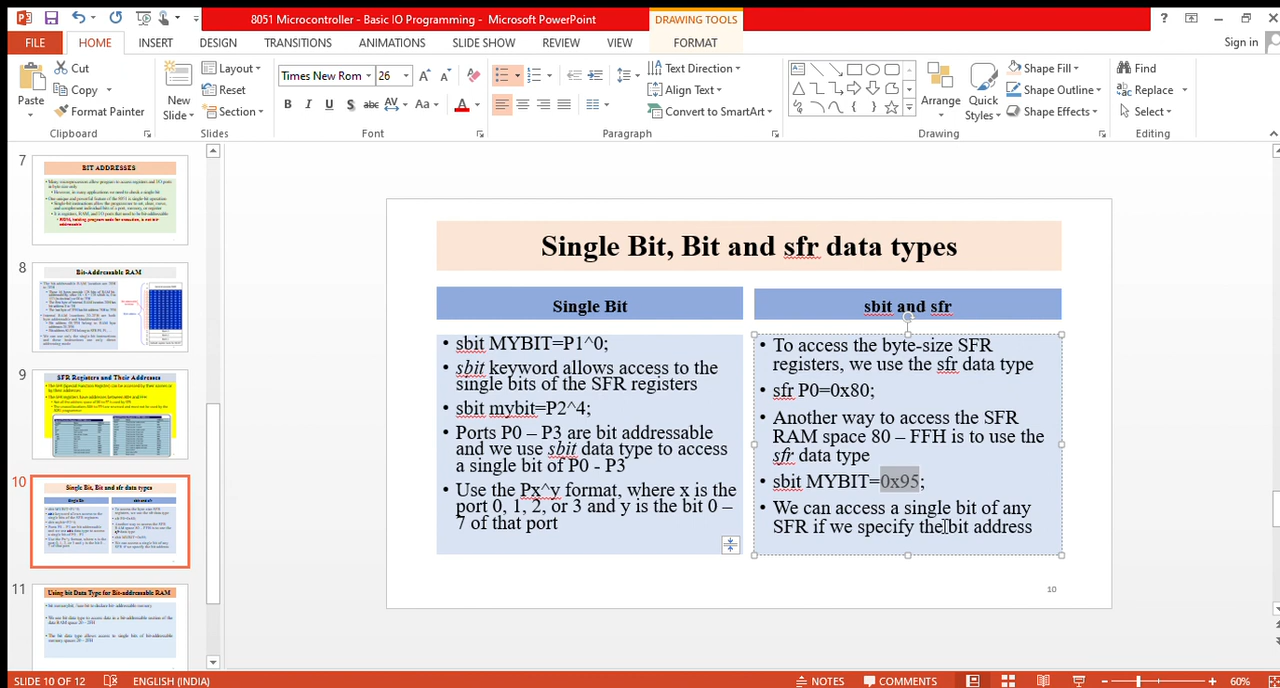 8051 Microcontroller - Basic IO Programming - Microsoft PowerPoint
DRAWING TOOLS
FILE HOME INSERT DESIGN TRANSITIONS ANIMATIONS SLIDE SHOW REVIEW VIEW FORMAT
Sign in
Paste
Cut
Copy
Format Painter
New Slide
Layout
Reset
Section
Times New Rom 26
B I U S abc AV Aa A
Text Direction
Align Text
Convert to SmartArt
Arrange
Quick Styles
Shape Fill
Shape Outline
Shape Effects
Find
Replace
Select
Clipboard Slides Font Paragraph Drawing Editing
7
BIT ADDRESSES
8
Bit-Addressable RAM
9
SFR Registers and Their Addresses
10
Single Bit, Bit and sfr data types
11
Using bit Data Type for Bit-addressable RAM
Single Bit, Bit and sfr data types
Single Bit
• sbit MYBIT=P1^0;
• sbit keyword allows access to the
single bits of the SFR registers
• sbit mybit=P2^4;
• Ports P0 – P3 are bit addressable
and we use sbit data type to access
a single bit of P0 - P3
• Use the Px^y format, where x is the
port 0, 1, 2, or 3 and y is the bit 0 –
7 of that port
sbit and sfr
• To access the byte-size SFR
registers, we use the sfr data type
• sfr P0=0x80;
• Another way to access the SFR
RAM space 80 – FFH is to use the
sfr data type
• sbit MYBIT=0x95;
• We can access a single bit of any
SFR if we specify the bit address
10
SLIDE 10 OF 12 ENGLISH (INDIA) NOTES COMMENTS 60%